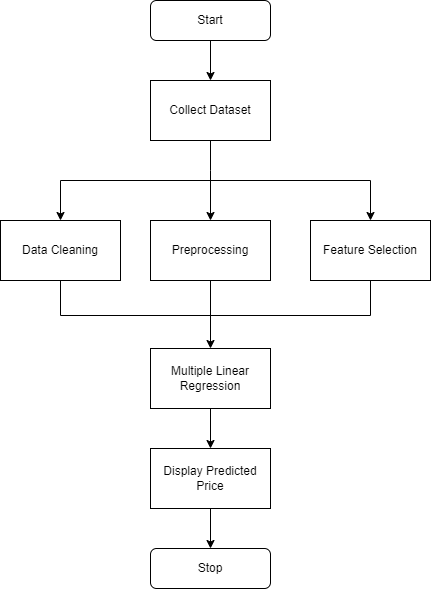 Start
Collect Dataset
Data Cleaning
Preprocessing
Feature Selection
Multiple Linear
Regression
Display Predicted
Price
Stop